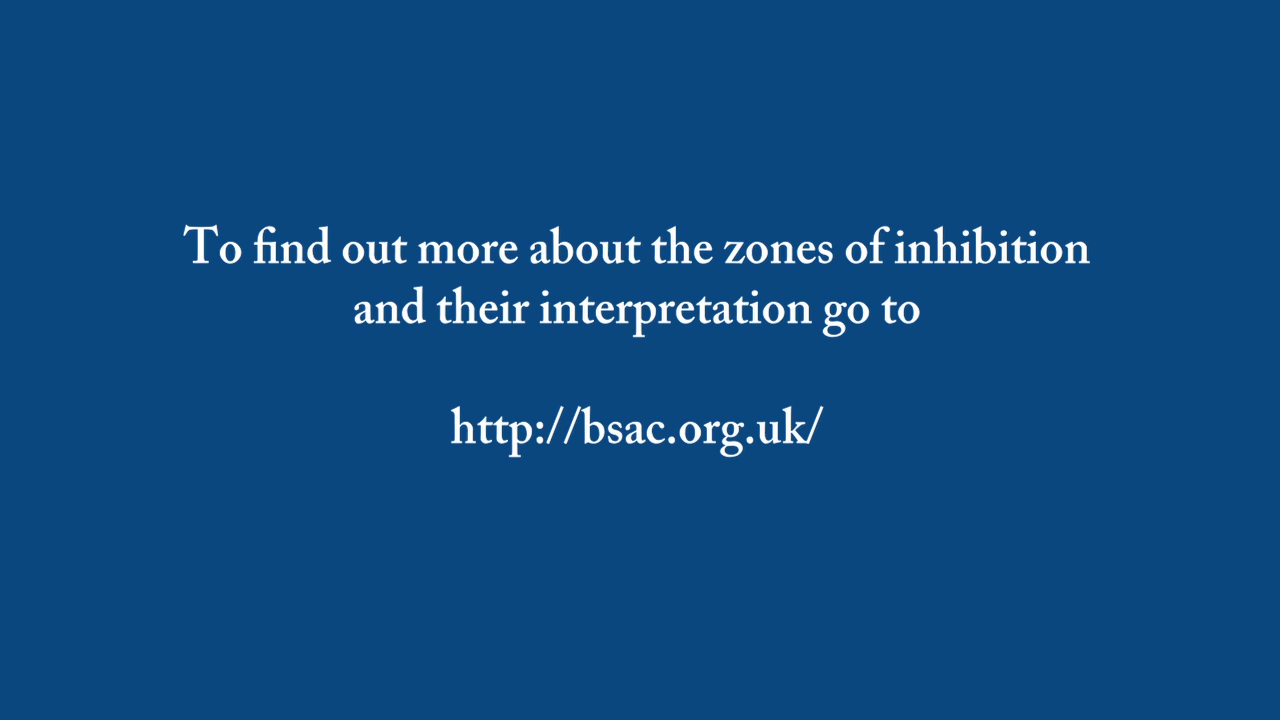 To find out more about the zones of inhibition
and their interpretation go to
http://bsac.org.uk/